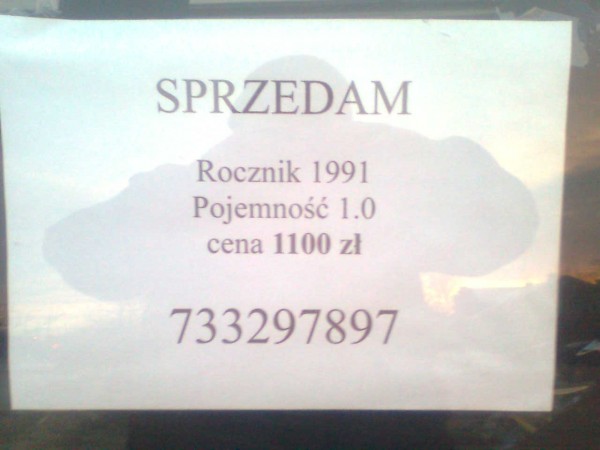 SPRZEDAM
Rocznik 1991
Pojemność 1.0
cena 1100 zł
733297897